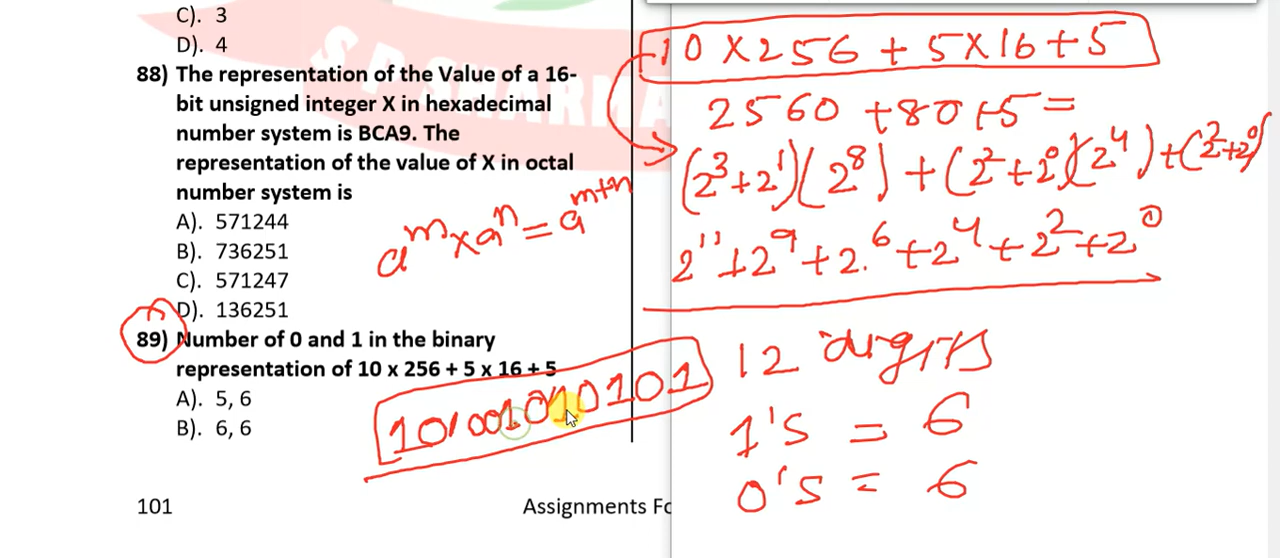 C). 3
D). 4
88) The representation of the Value of a 16-
bit unsigned integer X in hexadecimal
number system is BCA9. The
representation of the value of X in octal
number system is
A). 571244
B). 736251
C). 571247
D). 136251
89) Number of 0 and 1 in the binary
representation of 10 x 256 + 5 x 16 + 5
A). 5, 6
B). 6, 6
101
Assignments Fo
a^m × a^n = a^m+n
101001010101
10 × 256 + 5 × 16 + 5
2560 + 80 + 5 =
(2^3 + 2^1)(2^8) + (2^2 + 2^0)(2^4) + (2^2 + 2^0)
2^11 + 2^9 + 2^6 + 2^4 + 2^2 + 2^0
12 digits
1's = 6
0's = 6